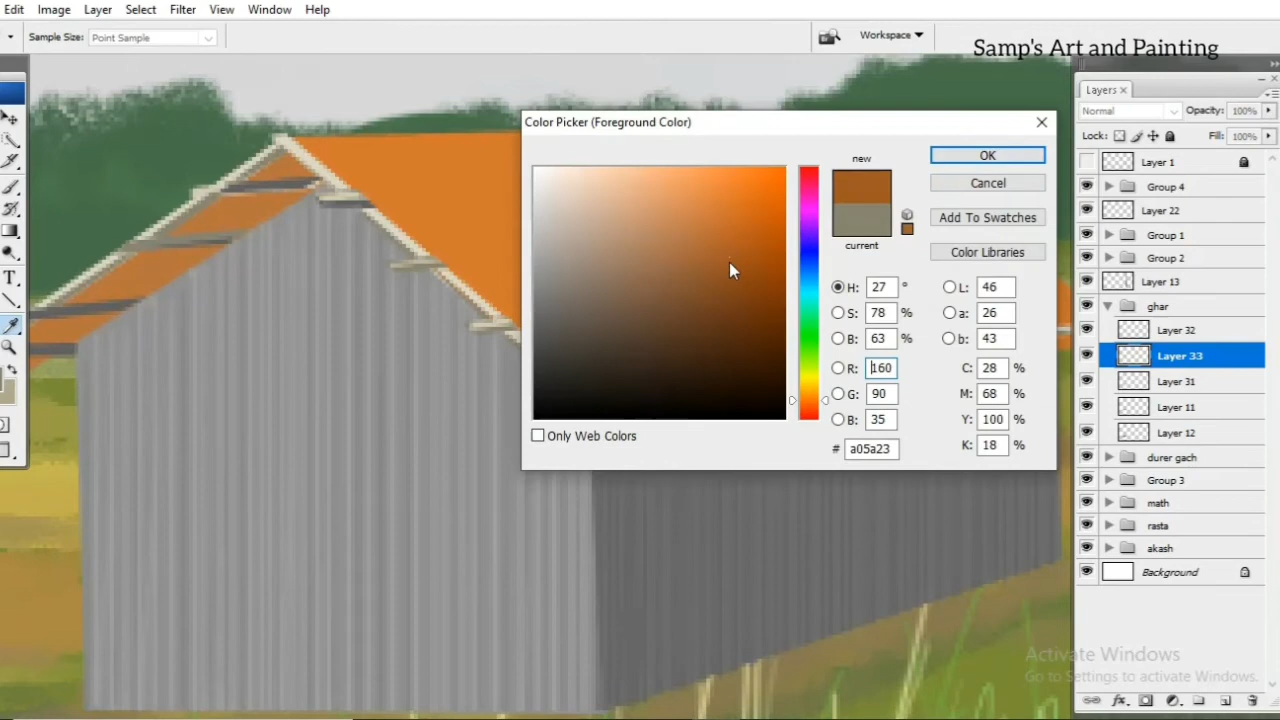 Edit Image Layer Select Filter View Window Help
Sample Size: Point Sample
Workspace
Samp's Art and Painting
Layers
Normal Opacity: 100%
Lock: Fill: 100%
Layer 1
Group 4
Layer 22
Group 1
Group 2
Layer 13
ghar
Layer 32
Layer 33
Layer 31
Layer 11
Layer 12
durer gach
Group 3
math
rasta
akash
Background
Color Picker (Foreground Color)
new
current
OK
Cancel
Add To Swatches
Color Libraries
H: 27 ° L: 46
S: 78 % a: 26
B: 63 % b: 43
R: 160 C: 28 %
G: 90 M: 68 %
B: 35 Y: 100 %
# a05a23 K: 18 %
Only Web Colors
Activate Windows
Go to Settings to activate Windows.